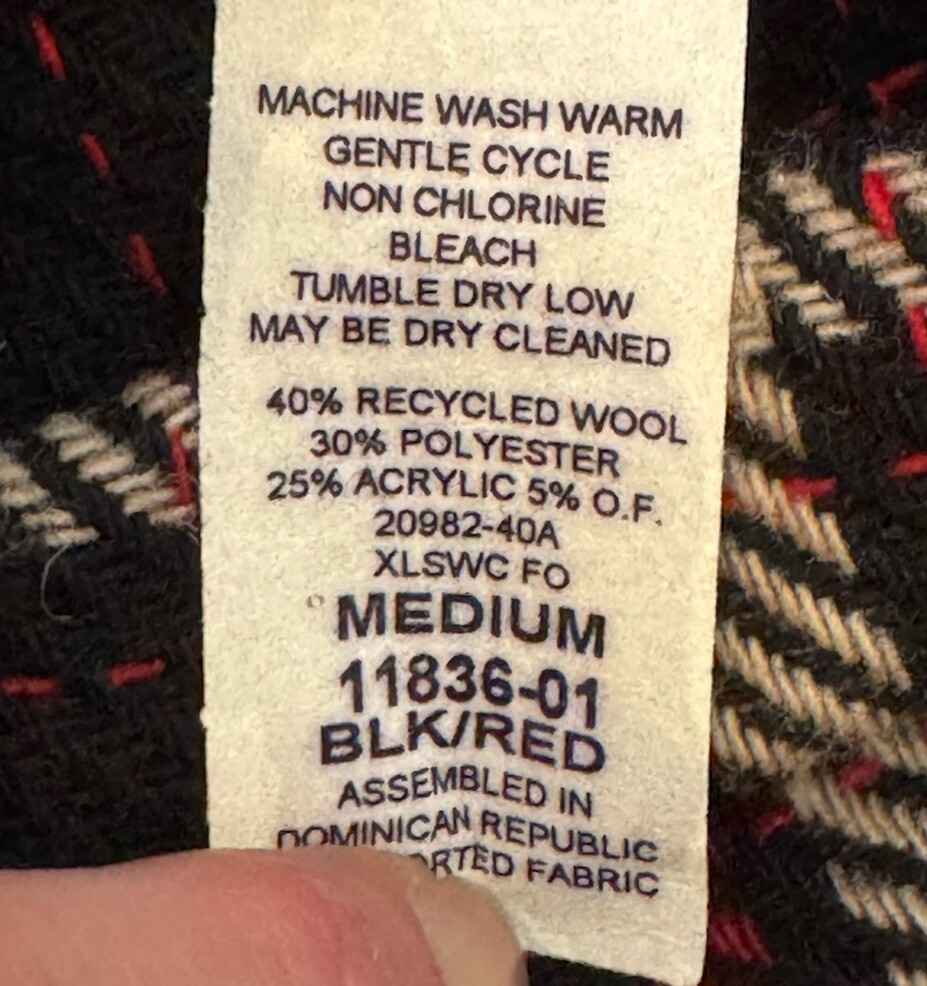 MACHINE WASH WARM
GENTLE CYCLE
NON CHLORINE
BLEACH
TUMBLE DRY LOW
MAY BE DRY CLEANED
40% RECYCLED WOOL
30% POLYESTER
25% ACRYLIC 5% O.F.
20982-40A
XLSWC FO
MEDIUM
11836-01
BLK/RED
ASSEMBLED IN
DOMINICAN REPUBLIC
FABRIC